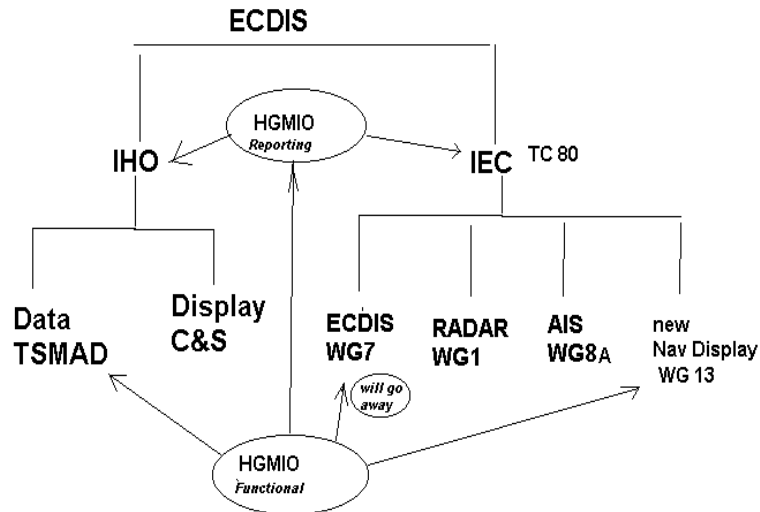 ECDIS
HGMIO
Reporting
IHO
IEC TC 80
Data
TSMAD
Display
C&S
ECDIS
WG7
RADAR
WG1
AIS
WG8A
new
Nav Display
WG 13
will go
away
HGMIO
Functional